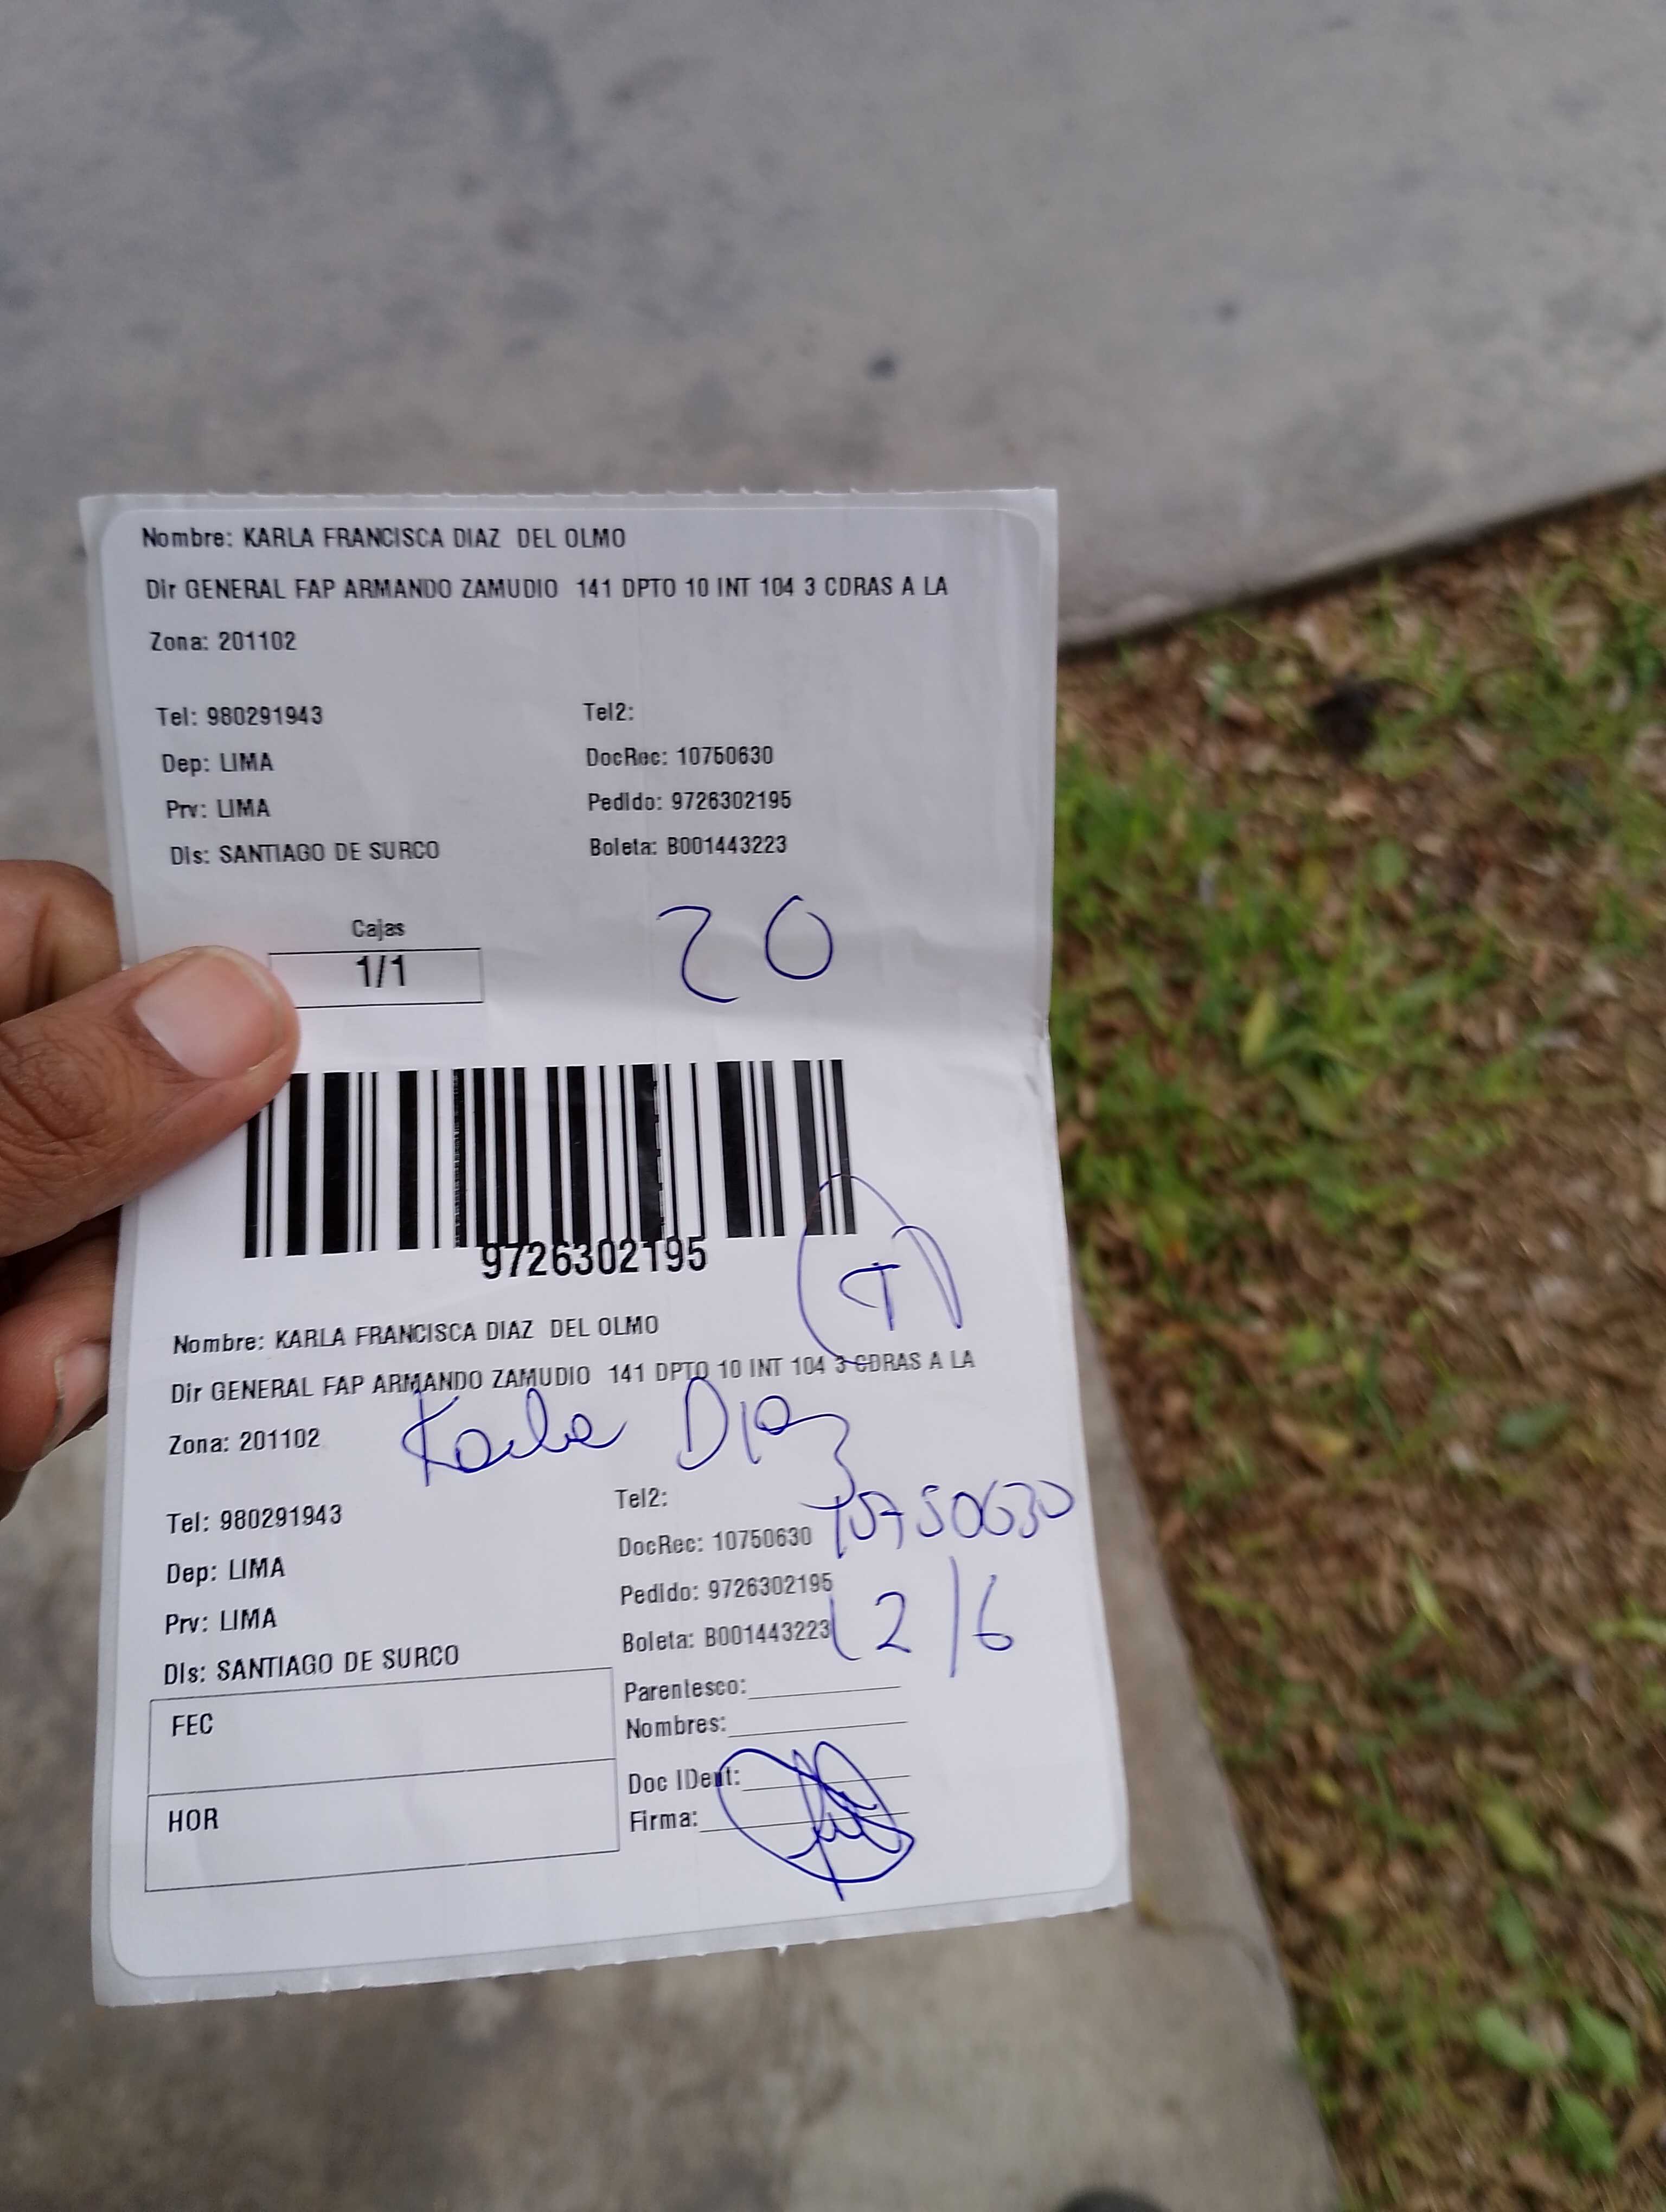 Nombre: KARLA FRANCISCA DIAZ DEL OLMO
Dir GENERAL FAP ARMANDO ZAMUDIO 141 DPTO 10 INT 104 3 CDRAS A LA
Zona: 201102
Tel: 980291943 Tel2:
Dep: LIMA DocRec: 10750630
Prv: LIMA Pedido: 9726302195
Dis: SANTIAGO DE SURCO Boleta: B001443223
Cajas
1/1
20
9726302195
T
Nombre: KARLA FRANCISCA DIAZ DEL OLMO
Dir GENERAL FAP ARMANDO ZAMUDIO 141 DPTO 10 INT 104 3 CDRAS A LA
Karla Diaz
Zona: 201102
Tel: 980291943 Tel2:
Dep: LIMA DocRec: 10750630 10750630
Prv: LIMA Pedido: 9726302195
Dis: SANTIAGO DE SURCO Boleta: B001443223 12/6
FEC Parentesco:
Nombres:
Doc IDent:
HOR Firma: